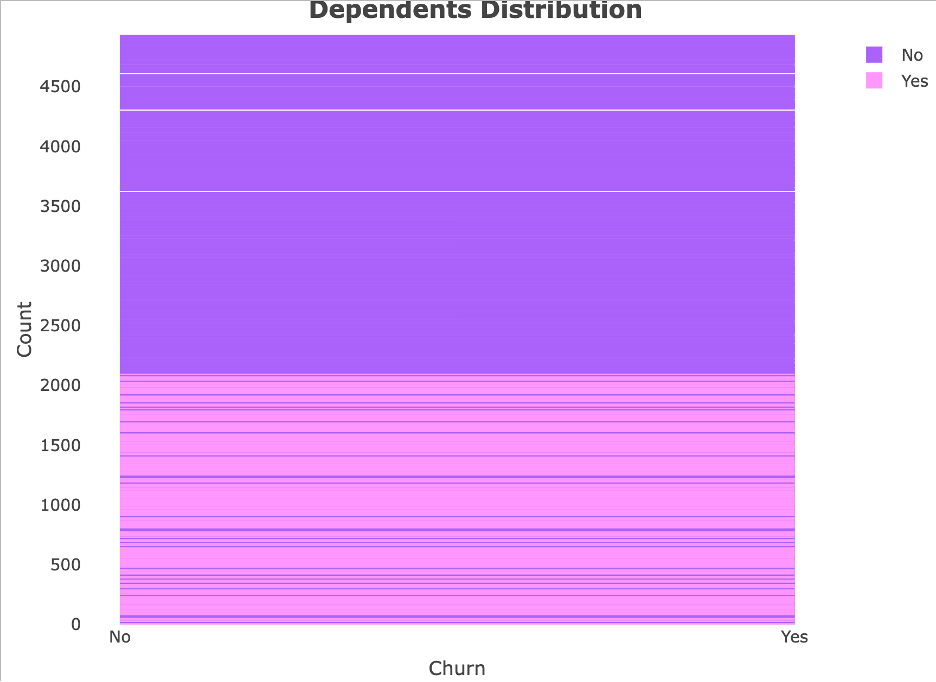 Dependents Distribution
No
Yes
Count
4500
4000
3500
3000
2500
2000
1500
1000
500
0
No
Yes
Churn